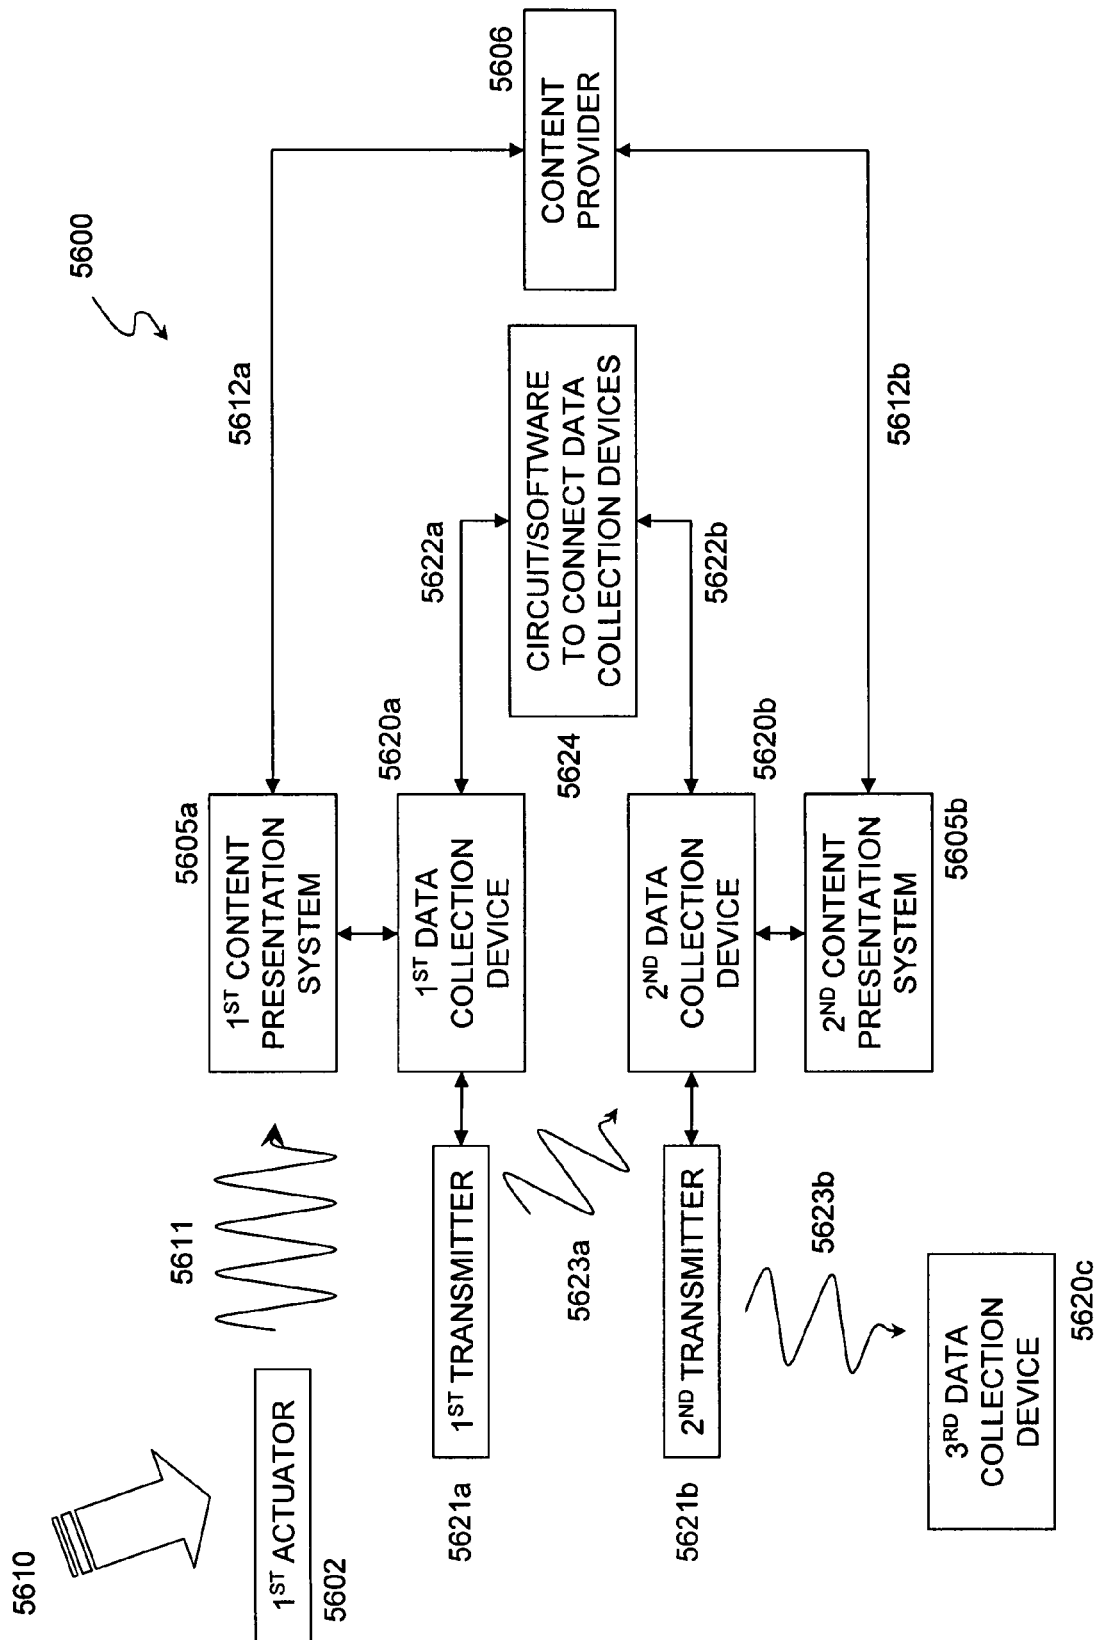 5600
5610
1ST ACTUATOR
5602
5611
1ST CONTENT
PRESENTATION
SYSTEM
5605a
5612a
5606
CONTENT
PROVIDER
5621a
1ST TRANSMITTER
1ST DATA
COLLECTION
DEVICE
5620a
5622a
5623a
5624
CIRCUIT/SOFTWARE
TO CONNECT DATA
COLLECTION DEVICES
5621b
2ND TRANSMITTER
2ND DATA
COLLECTION
DEVICE
5620b
5622b
5623b
2ND CONTENT
PRESENTATION
SYSTEM
5605b
5612b
3RD DATA
COLLECTION
DEVICE
5620c